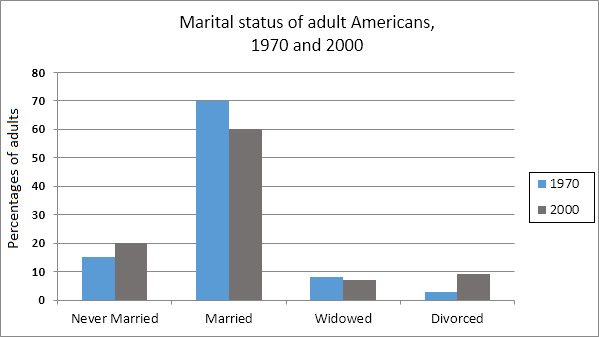 Marital status of adult Americans,
1970 and 2000
Percentages of adults
80
70
60
50
40
30
20
10
0
Never Married
Married
Widowed
Divorced
1970
2000